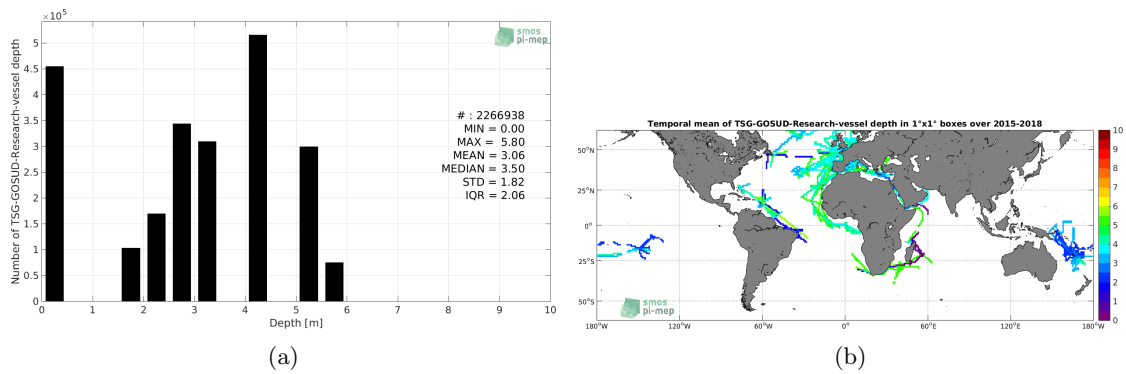 ×10⁵
5
4.5
4
3.5
3
2.5
2
1.5
1
0.5
0
Number of TSG-GOSUD-Research-vessel depth
smos
pi-mep
# : 2266938
MIN = 0.00
MAX = 5.80
MEAN = 3.06
MEDIAN = 3.50
STD = 1.82
IQR = 2.06
0 1 2 3 4 5 6 7 8 9 10
Depth [m]
(a)
Temporal mean of TSG-GOSUD-Research-vessel depth in 1°x1° boxes over 2015-2018
50°N
25°N
0°
25°S
50°S
smos
pi-mep
180°W 120°W 60°W 0° 60°E 120°E 180°W
10
9
8
7
6
5
4
3
2
1
0
(b)